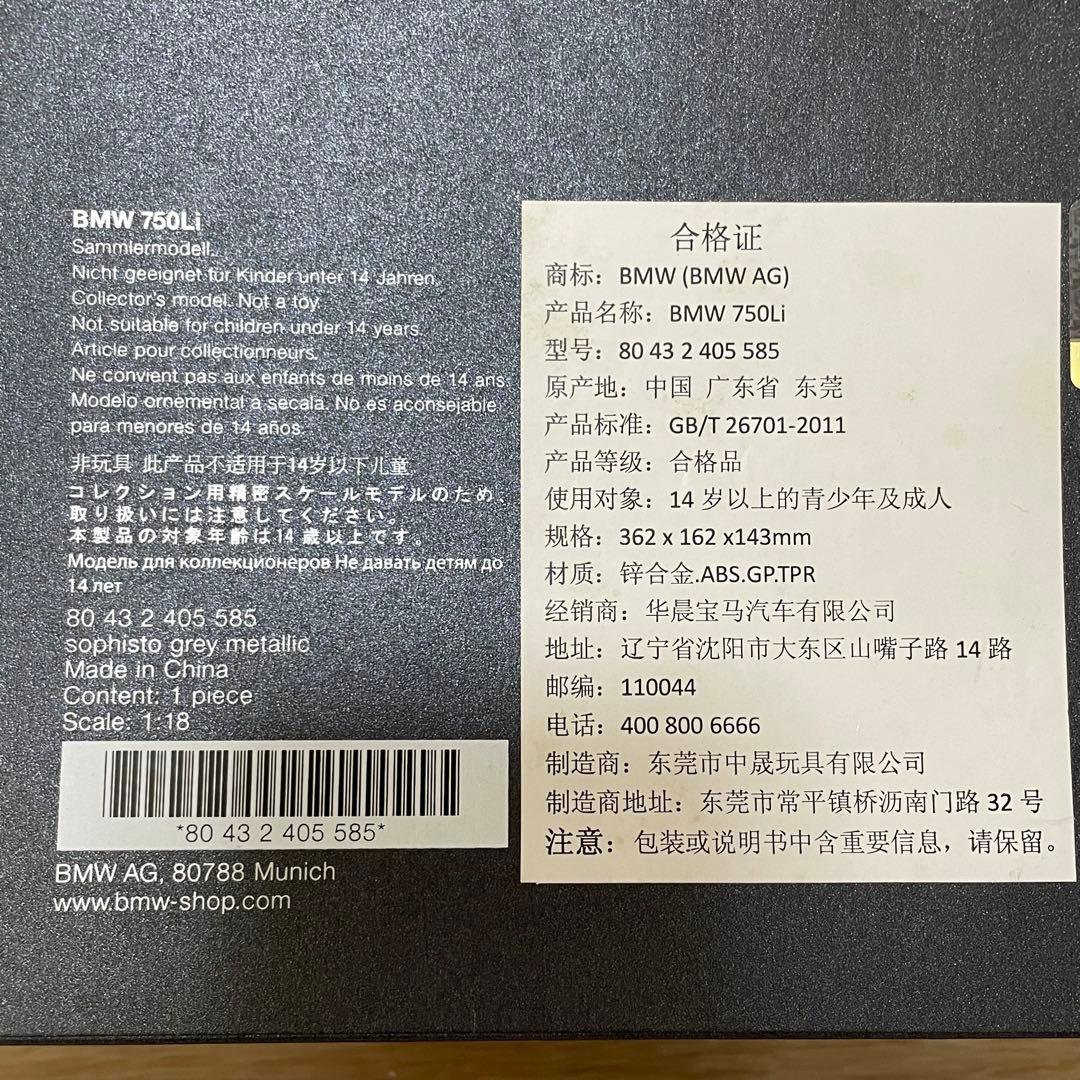 BMW 750Li
Sammlermodell.
Nicht geeignet für Kinder unter 14 Jahren.
Collector's model. Not a toy.
Not suitable for children under 14 years.
Article pour collectionneurs.
Ne convient pas aux enfants de moins de 14 ans.
Modelo ornemental a secala. No es aconsejable
para menores de 14 años.
非玩具 此产品不适用于14岁以下儿童
コレクション用精密スケールモデルのため、
取り扱いには注意してください。
本製品の対象年齢は14歳以上です。
Модель для коллекционеров Не давать детям до
14 лет
80 43 2 405 585
sophisto grey metallic
Made in China
Content: 1 piece
Scale: 1:18
*80 43 2 405 585*
BMW AG, 80788 Munich
www.bmw-shop.com
合格证
商标：BMW (BMW AG)
产品名称：BMW 750Li
型号：80 43 2 405 585
原产地：中国 广东省 东莞
产品标准：GB/T 26701-2011
产品等级：合格品
使用对象：14 岁以上的青少年及成人
规格：362 x 162 x143mm
材质：锌合金.ABS.GP.TPR
经销商：华晨宝马汽车有限公司
地址：辽宁省沈阳市大东区山嘴子路 14 路
邮编：110044
电话：400 800 6666
制造商：东莞市中晟玩具有限公司
制造商地址：东莞市常平镇桥沥南门路 32 号
注意：包装或说明书中含重要信息，请保留。